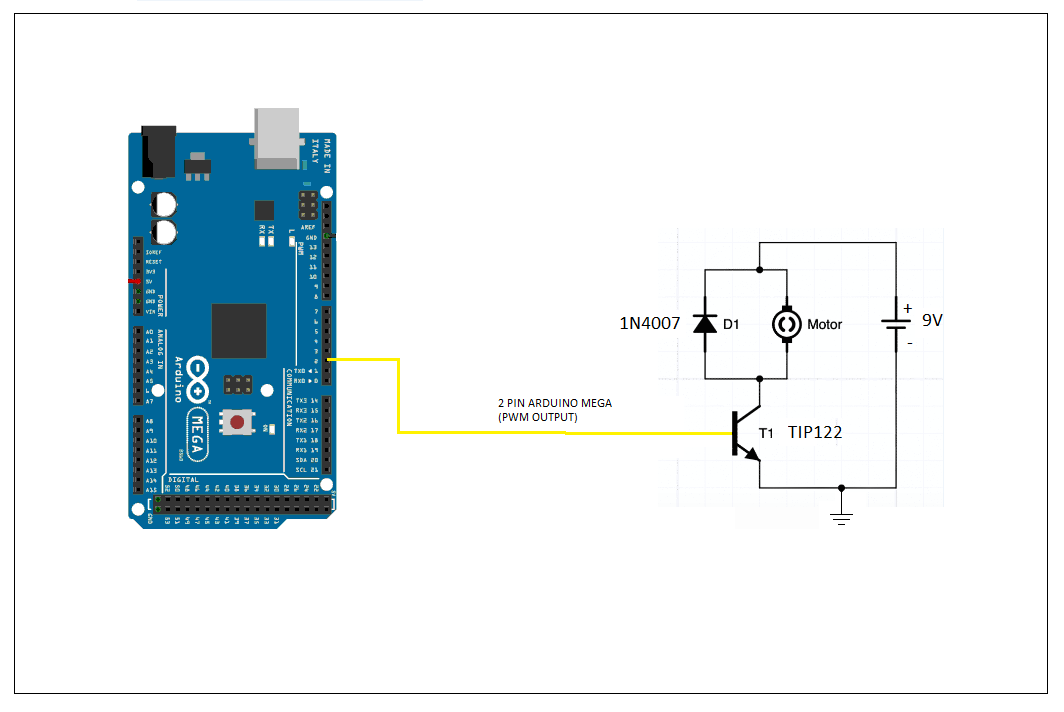 MADE IN
ITALY
AREF
GND
13
12
11
10
9
8
RX
TX
L
PWM
IOREF
RESET
3V3
5V
GND
GND
VIN
POWER
7
6
5
4
3
2
TX0 ◄ 1
RX0 ► 0
A0
A1
A2
A3
A4
A5
A7
ANALOG IN
Arduino
MEGA
ON
COMMUNICATION
TX3 14
RX3 15
TX2 16
RX2 17
TX1 18
RX1 19
SDA 20
SCL 21
A8
A9
A10
A11
A12
A13
A14
A15
DIGITAL
GND
2 PIN ARDUINO MEGA
(PWM OUTPUT)
1N4007
D1
Motor
+
9V
-
T1
TIP122